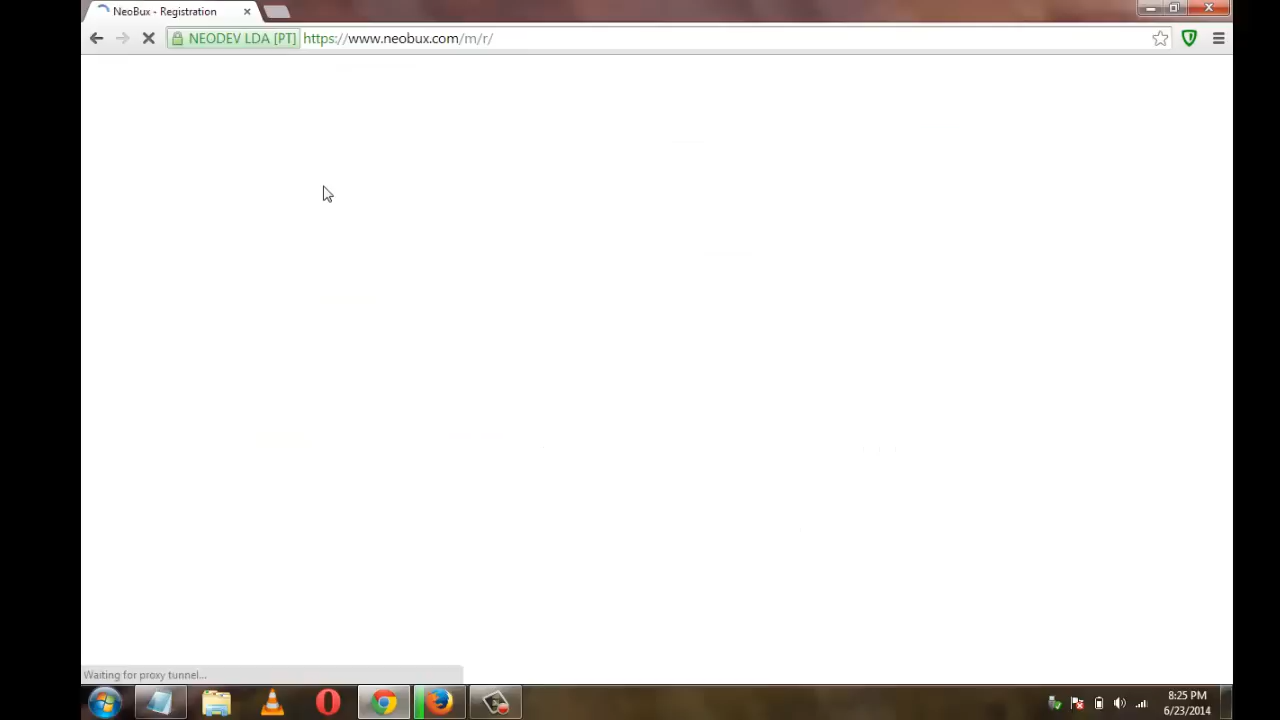 NeoBux - Registration
NEODEV LDA [PT] https://www.neobux.com/m/r/
Waiting for proxy tunnel...
8:25 PM
6/23/2014